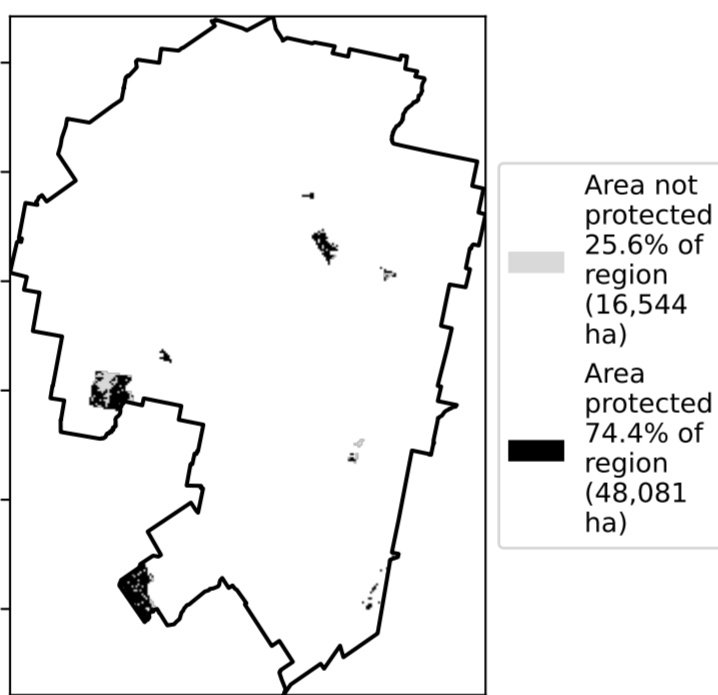 Area not
protected
25.6% of
region
(16,544
ha)
Area
protected
74.4% of
region
(48,081
ha)